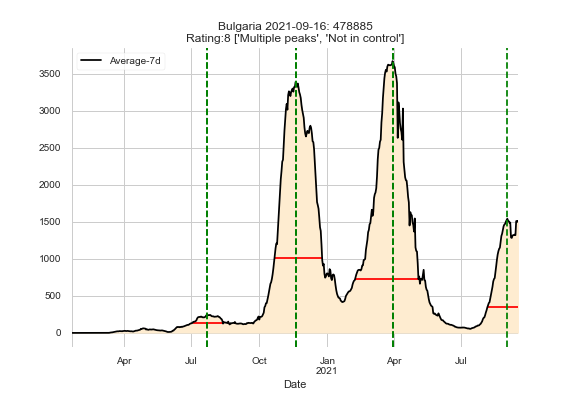 Bulgaria 2021-09-16: 478885
Rating:8 ['Multiple peaks', 'Not in control']
Average-7d
3500
3000
2500
2000
1500
1000
500
0
Apr
Jul
Oct
Jan
2021
Apr
Jul
Date